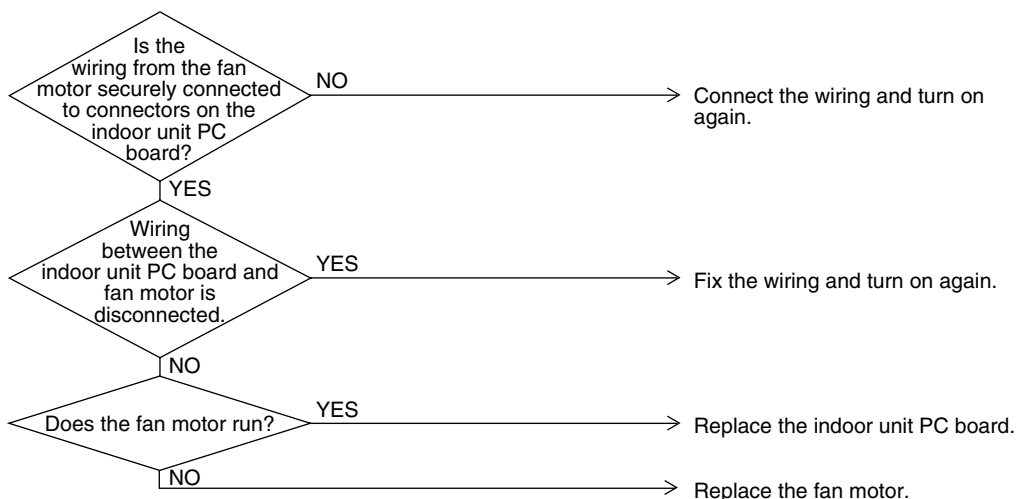 Is the
wiring from the fan
motor securely connected
to connectors on the
indoor unit PC
board?
NO
Connect the wiring and turn on
again.
YES
Wiring
between the
indoor unit PC board and
fan motor is
disconnected.
YES
Fix the wiring and turn on again.
NO
Does the fan motor run?
YES
Replace the indoor unit PC board.
NO
Replace the fan motor.